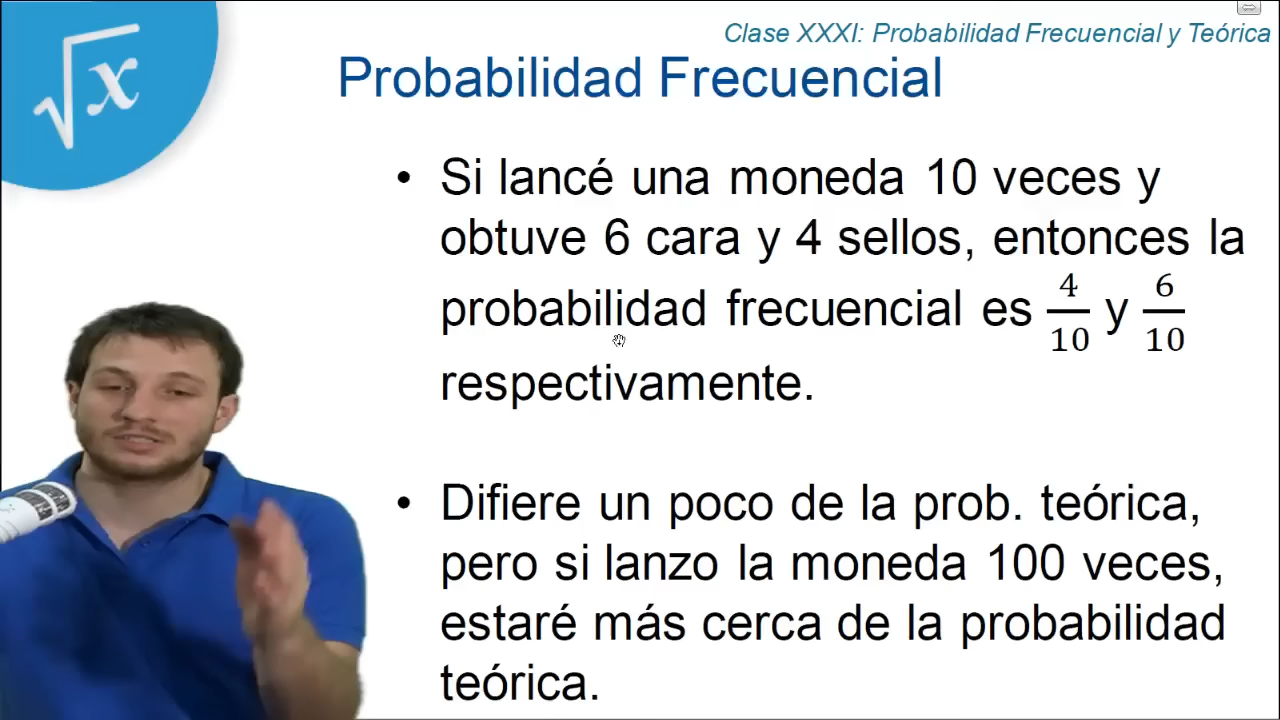 Clase XXXI: Probabilidad Frecuencial y Teórica
√x
Probabilidad Frecuencial
• Si lancé una moneda 10 veces y
obtuve 6 cara y 4 sellos, entonces la
probabilidad frecuencial es 4/10 y 6/10
respectivamente.
• Difiere un poco de la prob. teórica,
pero si lanzo la moneda 100 veces,
estaré más cerca de la probabilidad
teórica.